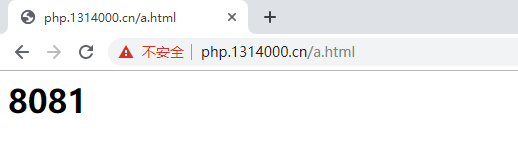 php.1314000.cn/a.html
不安全 php.1314000.cn/a.html
8081